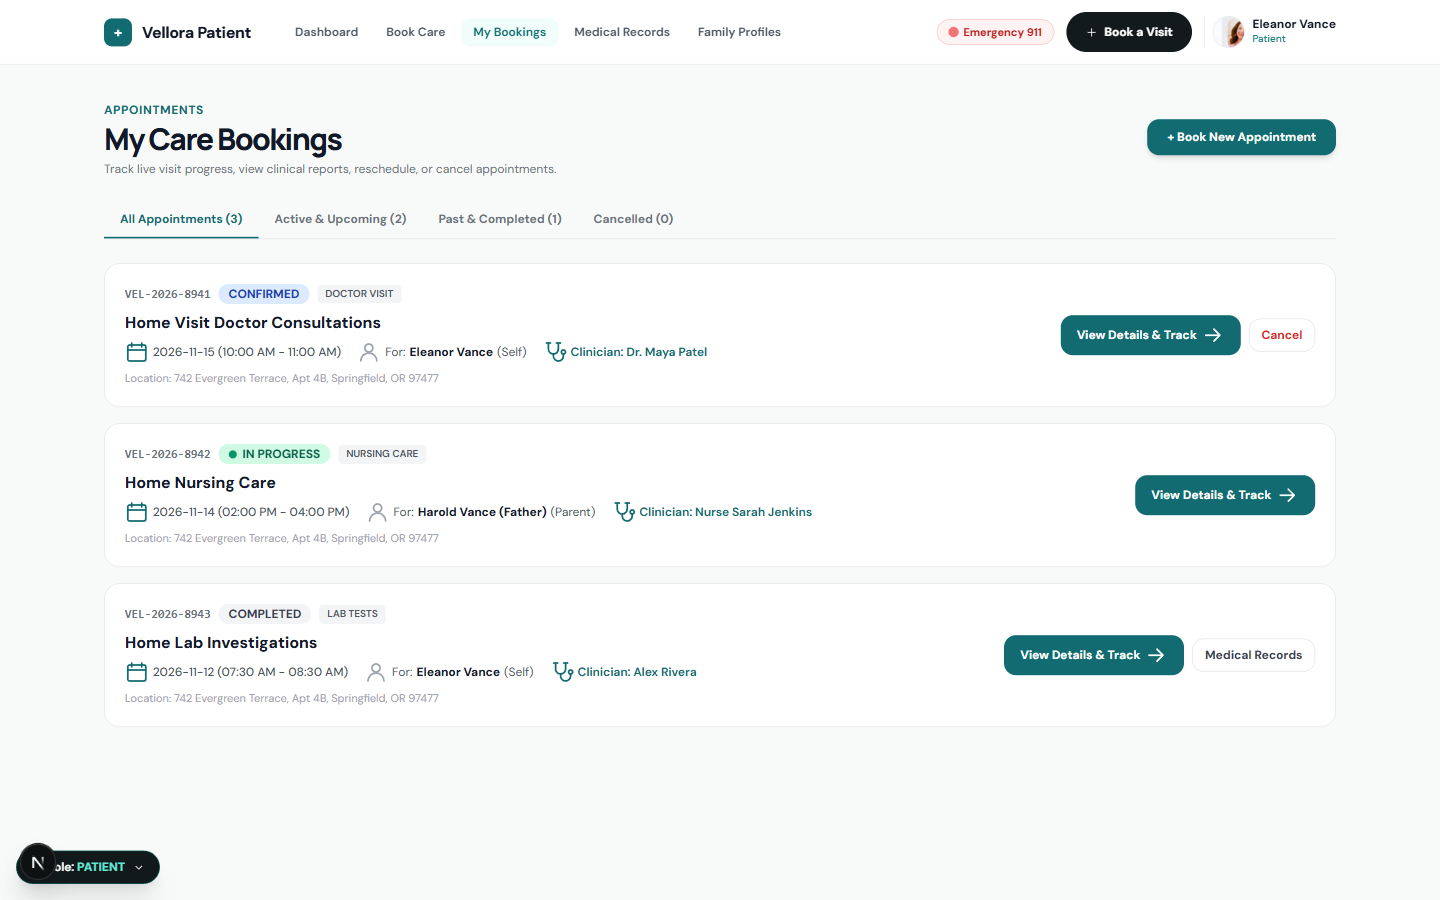 + Vellora Patient
Dashboard
Book Care
My Bookings
Medical Records
Family Profiles
Emergency 911
+ Book a Visit
Eleanor Vance
Patient
APPOINTMENTS
My Care Bookings
Track live visit progress, view clinical reports, reschedule, or cancel appointments.
+ Book New Appointment
All Appointments (3)
Active & Upcoming (2)
Past & Completed (1)
Cancelled (0)
VEL-2026-8941 CONFIRMED DOCTOR VISIT
Home Visit Doctor Consultations
2026-11-15 (10:00 AM - 11:00 AM) For: Eleanor Vance (Self) Clinician: Dr. Maya Patel
Location: 742 Evergreen Terrace, Apt 4B, Springfield, OR 97477
View Details & Track →
Cancel
VEL-2026-8942 IN PROGRESS NURSING CARE
Home Nursing Care
2026-11-14 (02:00 PM - 04:00 PM) For: Harold Vance (Father) (Parent) Clinician: Nurse Sarah Jenkins
Location: 742 Evergreen Terrace, Apt 4B, Springfield, OR 97477
View Details & Track →
VEL-2026-8943 COMPLETED LAB TESTS
Home Lab Investigations
2026-11-12 (07:30 AM - 08:30 AM) For: Eleanor Vance (Self) Clinician: Alex Rivera
Location: 742 Evergreen Terrace, Apt 4B, Springfield, OR 97477
View Details & Track →
Medical Records
N
PATIENT